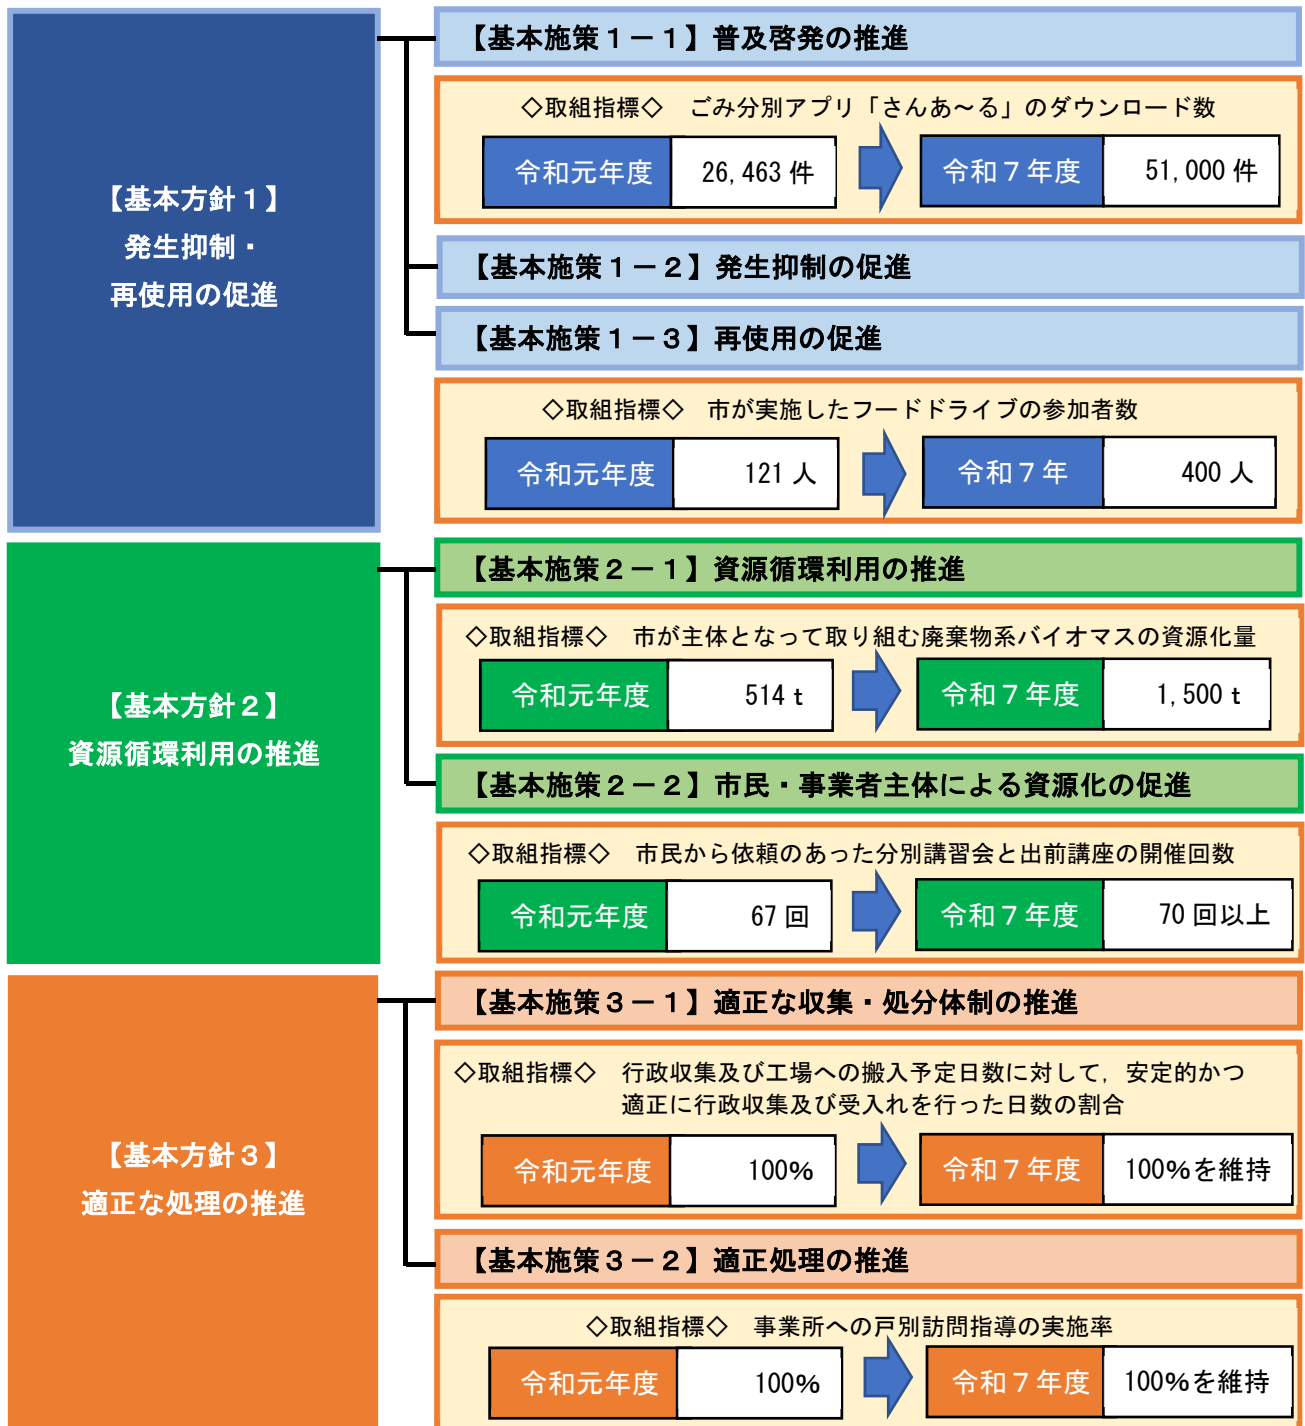 【基本方針１】
発生抑制・
再使用の促進
【基本施策１－１】普及啓発の推進
◇取組指標◇　ごみ分別アプリ「さんあ～る」のダウンロード数
令和元年度　26,463 件　令和７年度　51,000 件
【基本施策１－２】発生抑制の促進
【基本施策１－３】再使用の促進
◇取組指標◇　市が実施したフードドライブの参加者数
令和元年度　121 人　令和７年　400 人
【基本方針２】
資源循環利用の推進
【基本施策２－１】資源循環利用の推進
◇取組指標◇　市が主体となって取り組む廃棄物系バイオマスの資源化量
令和元年度　514 t　令和７年度　1,500 t
【基本施策２－２】市民・事業者主体による資源化の促進
◇取組指標◇　市民から依頼のあった分別講習会と出前講座の開催回数
令和元年度　67 回　令和７年度　70 回以上
【基本方針３】
適正な処理の推進
【基本施策３－１】適正な収集・処分体制の推進
◇取組指標◇　行政収集及び工場への搬入予定日数に対して，安定的かつ
適正に行政収集及び受入れを行った日数の割合
令和元年度　100%　令和７年度　100%を維持
【基本施策３－２】適正処理の推進
◇取組指標◇　事業所への戸別訪問指導の実施率
令和元年度　100%　令和７年度　100%を維持